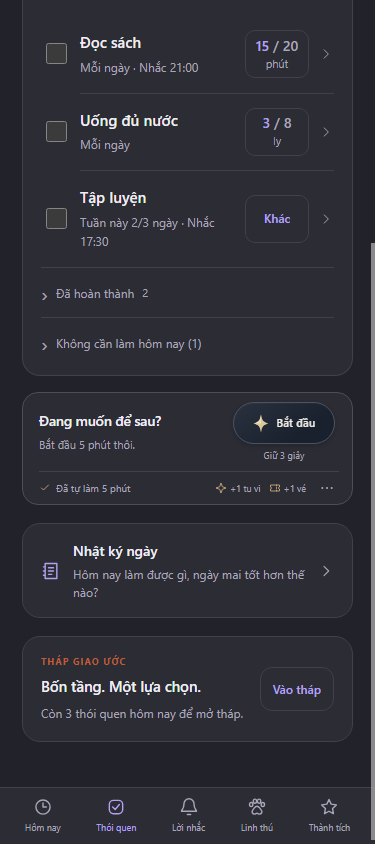 Đọc sách
Mỗi ngày · Nhắc 21:00
15 / 20
phút
Uống đủ nước
Mỗi ngày
3 / 8
ly
Tập luyện
Tuần này 2/3 ngày · Nhắc
17:30
Khác
Đã hoàn thành 2
Không cần làm hôm nay (1)
Đang muốn để sau?
Bắt đầu 5 phút thôi.
Bắt đầu
Giữ 3 giây
Đã tự làm 5 phút
+1 tu vi
+1 vé
Nhật ký ngày
Hôm nay làm được gì, ngày mai tốt hơn thế
nào?
THÁP GIAO ƯỚC
Bốn tầng. Một lựa chọn.
Còn 3 thói quen hôm nay để mở tháp.
Vào tháp
Hôm nay
Thói quen
Lời nhắc
Linh thú
Thành tích